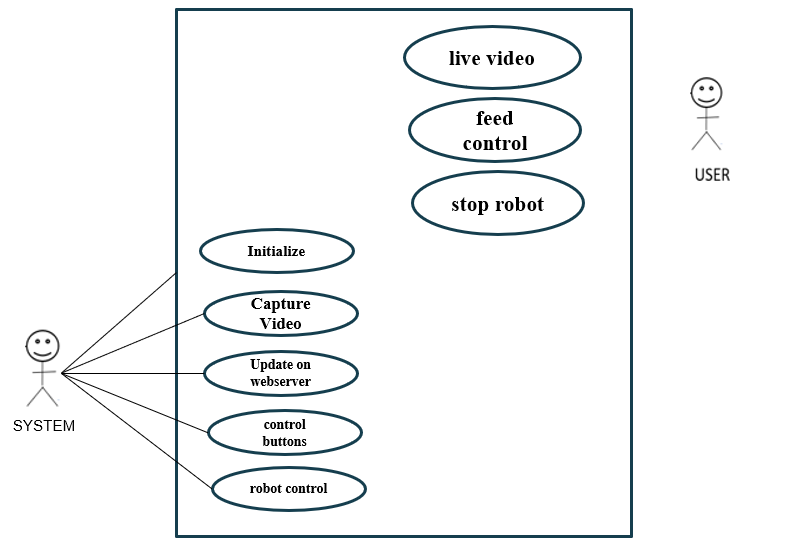 live video
feed
control
USER
stop robot
Initialize
Capture
Video
Update on
webserver
SYSTEM
control
buttons
robot control